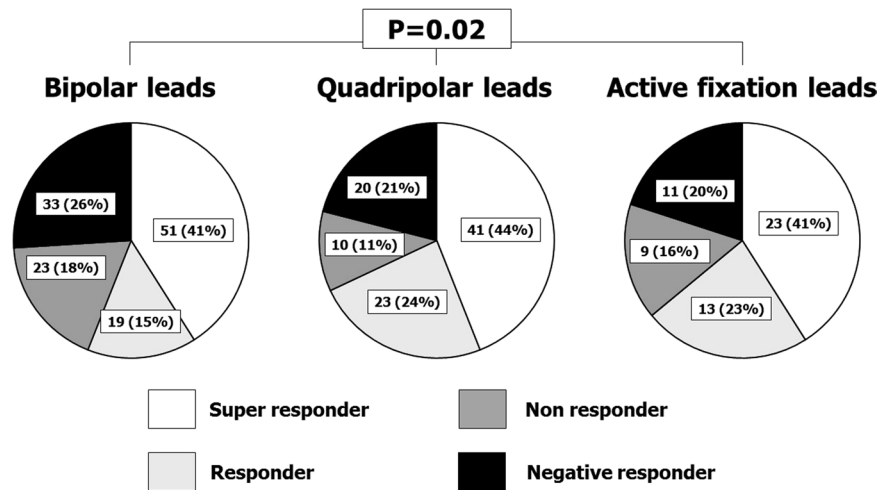 P=0.02
Bipolar leads
Quadripolar leads
Active fixation leads
33 (26%)
51 (41%)
23 (18%)
19 (15%)
20 (21%)
41 (44%)
10 (11%)
23 (24%)
11 (20%)
23 (41%)
9 (16%)
13 (23%)
Super responder
Non responder
Responder
Negative responder